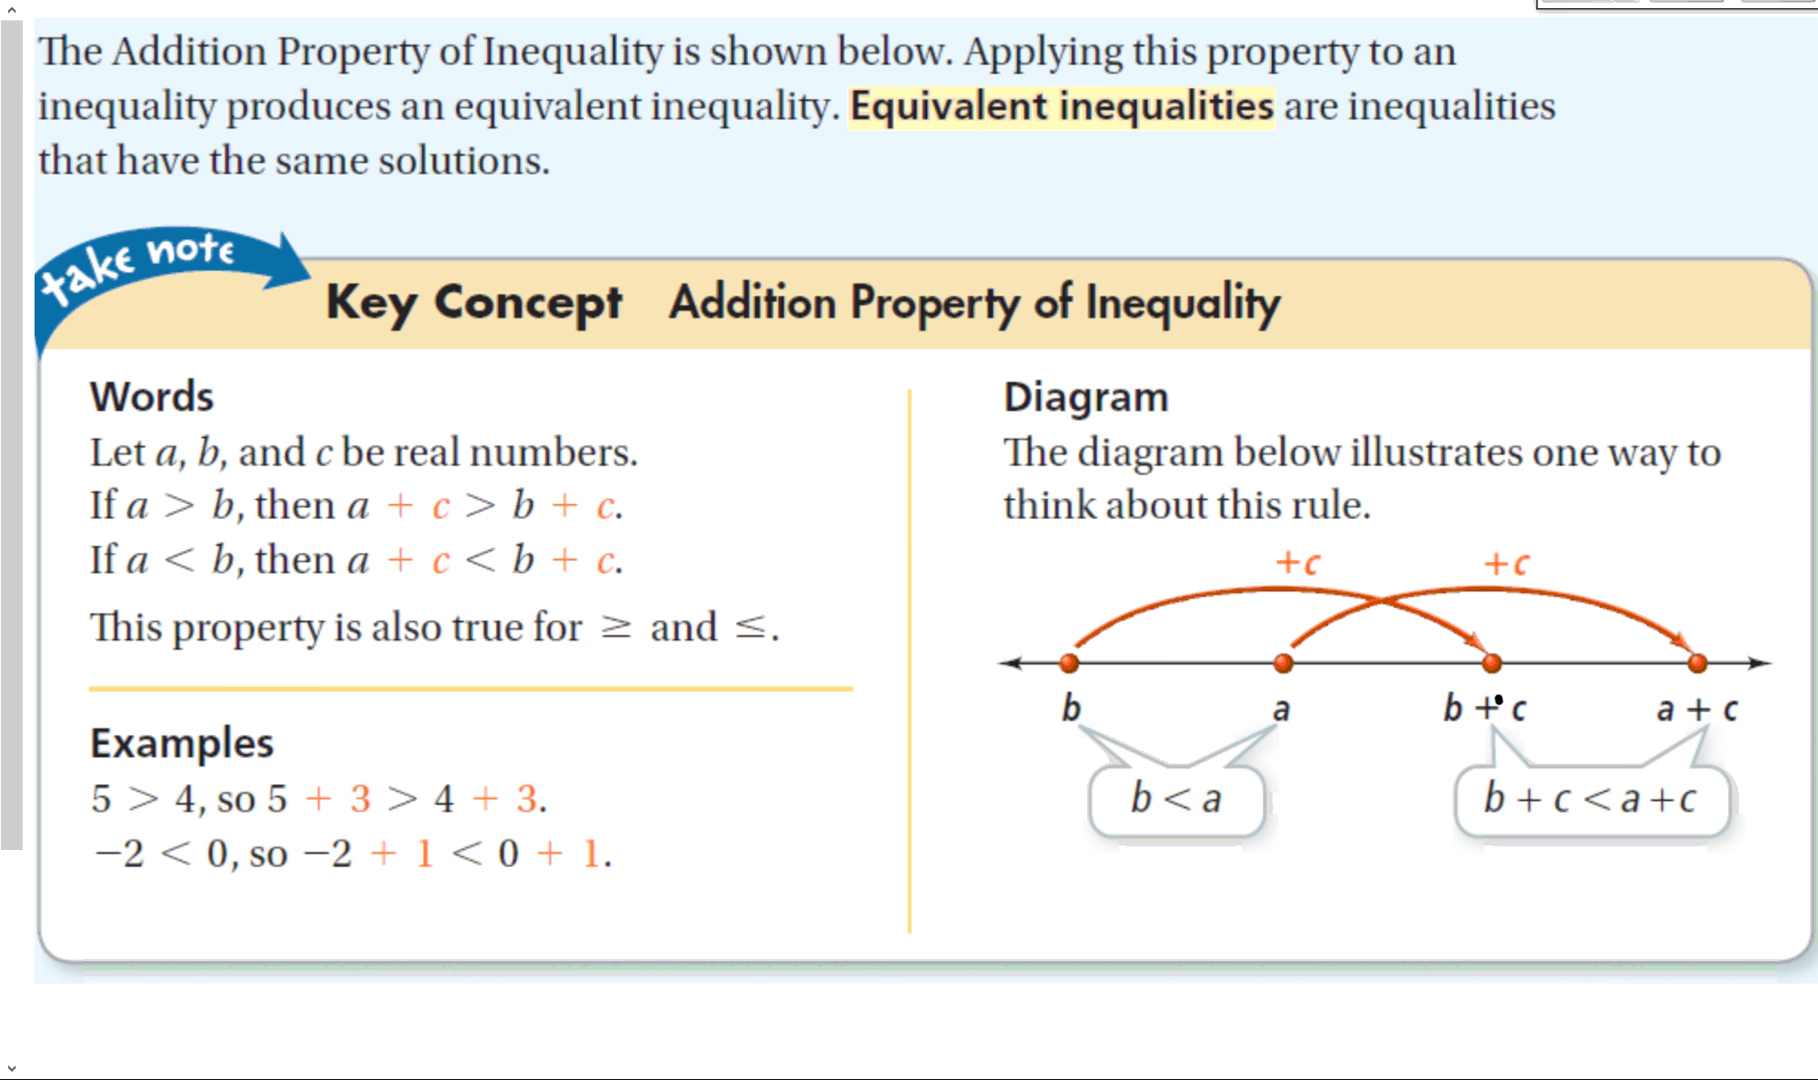 The Addition Property of Inequality is shown below. Applying this property to an
inequality produces an equivalent inequality. Equivalent inequalities are inequalities
that have the same solutions.
take note
Key Concept Addition Property of Inequality
Words
Let a, b, and c be real numbers.
If a > b, then a + c > b + c.
If a < b, then a + c < b + c.
This property is also true for ≥ and ≤.
Examples
5 > 4, so 5 + 3 > 4 + 3.
−2 < 0, so −2 + 1 < 0 + 1.
Diagram
The diagram below illustrates one way to
think about this rule.
+c +c
b a b + c a + c
b < a b + c < a + c